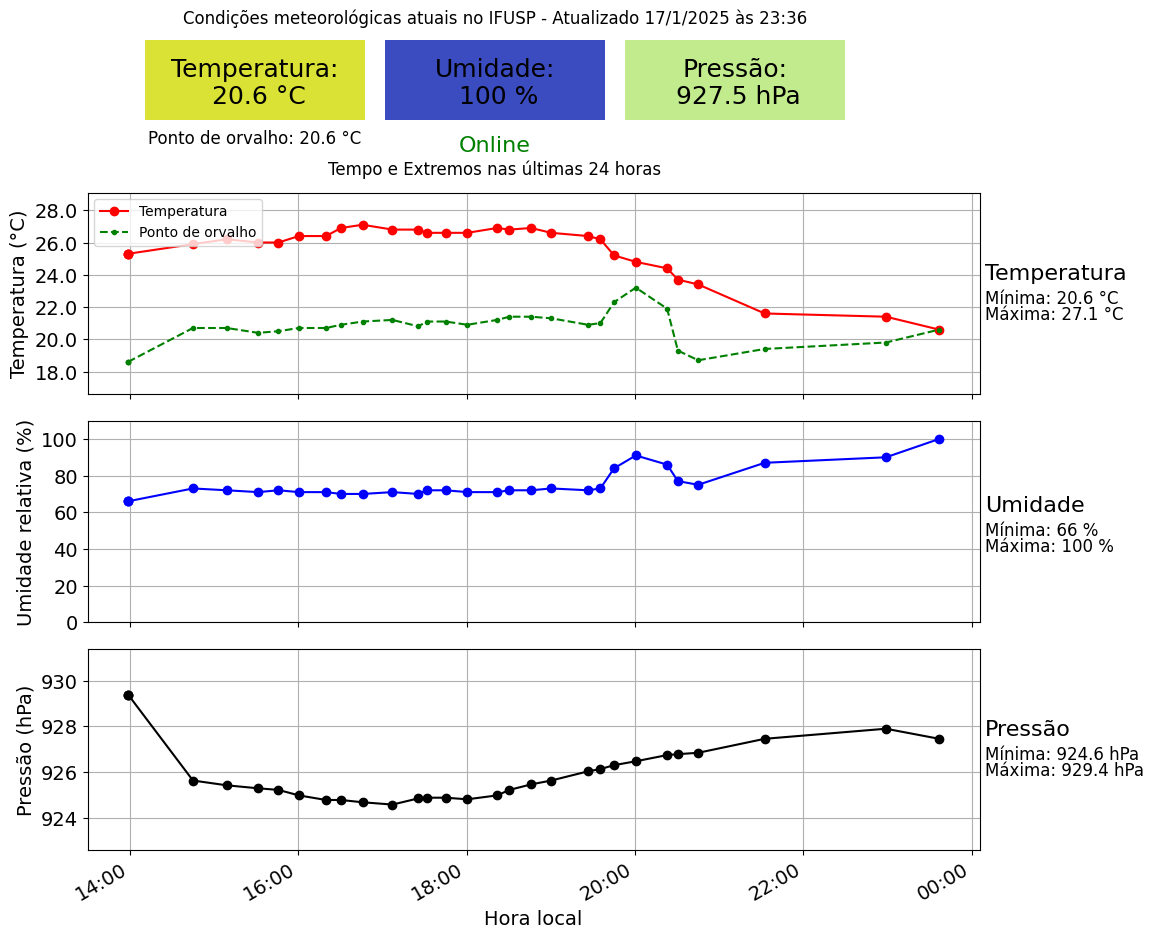 Condições meteorológicas atuais no IFUSP - Atualizado 17/1/2025 às 23:36
Temperatura:
20.6 °C
Umidade:
100 %
Pressão:
927.5 hPa
Ponto de orvalho: 20.6 °C
Online
Tempo e Extremos nas últimas 24 horas
Temperatura (°C)
28.0
26.0
24.0
22.0
20.0
18.0
Temperatura
Ponto de orvalho
Temperatura
Mínima: 20.6 °C
Máxima: 27.1 °C
Umidade relativa (%)
100
80
60
40
20
0
Umidade
Mínima: 66 %
Máxima: 100 %
Pressão (hPa)
930
928
926
924
Pressão
Mínima: 924.6 hPa
Máxima: 929.4 hPa
14:00
16:00
18:00
20:00
22:00
00:00
Hora local